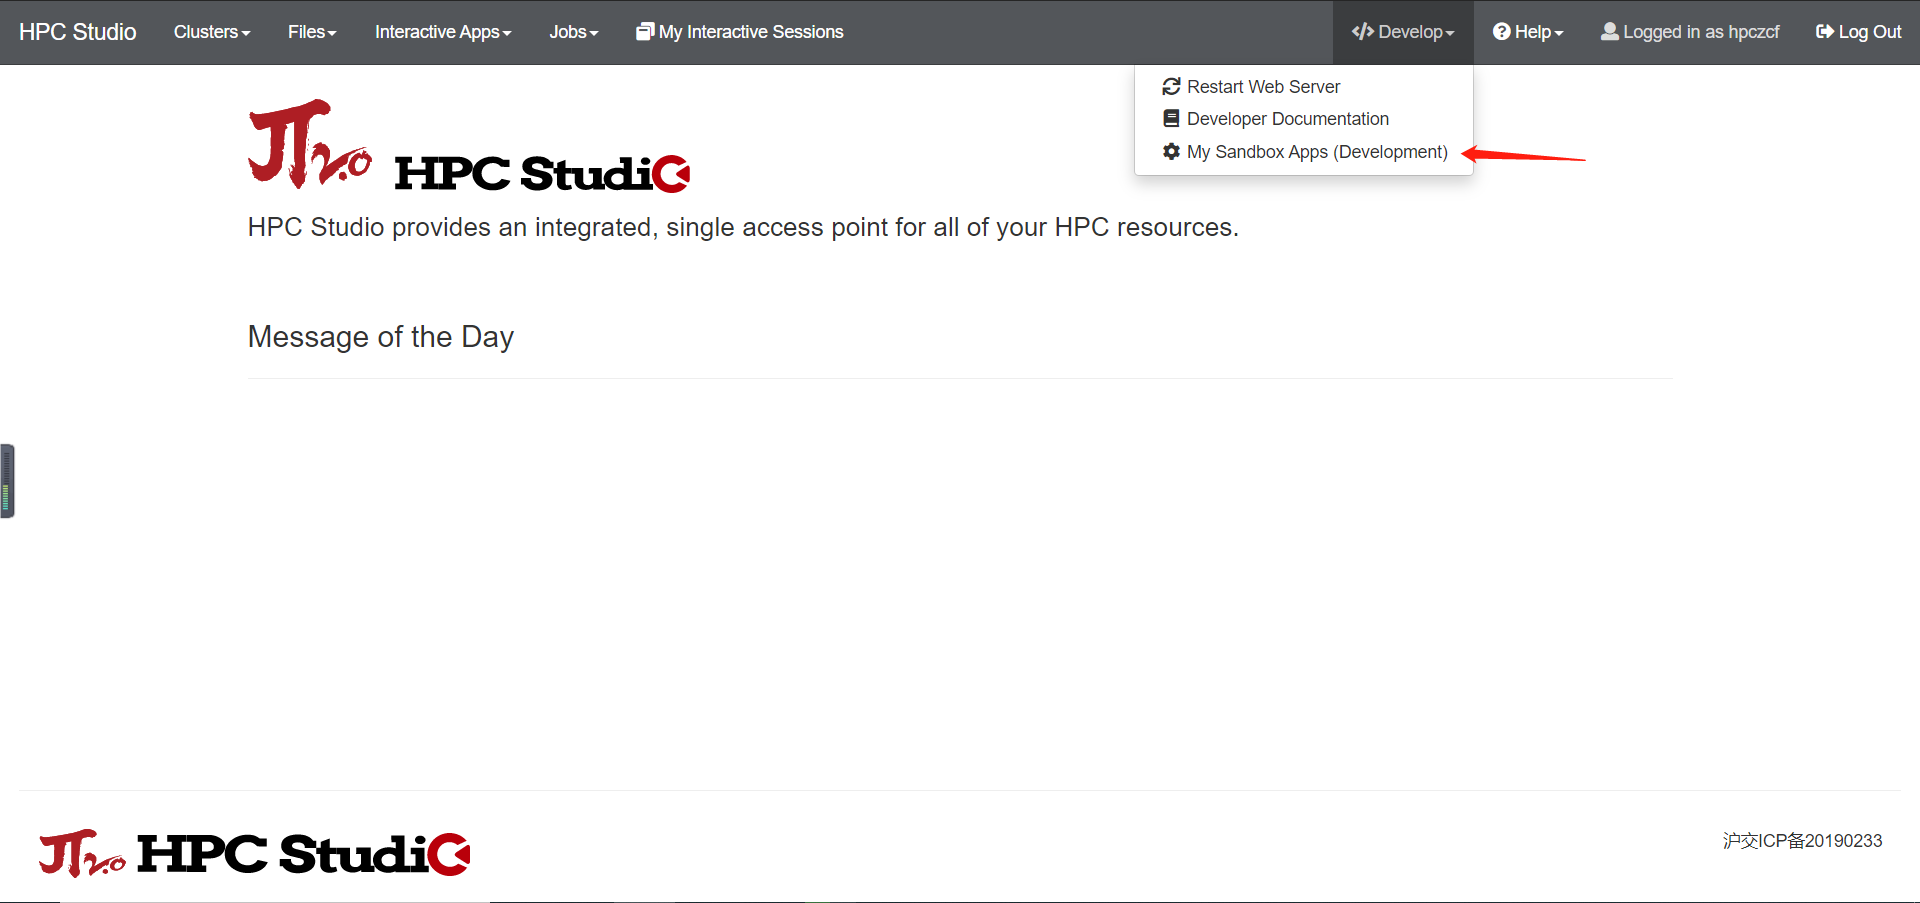 HPC Studio Clusters Files Interactive Apps Jobs My Interactive Sessions Develop Help Logged in as hpczcf Log Out
Restart Web Server
Developer Documentation
My Sandbox Apps (Development)
π 2.0 HPC Studio
HPC Studio provides an integrated, single access point for all of your HPC resources.
Message of the Day
π 2.0 HPC Studio
沪交ICP备20190233